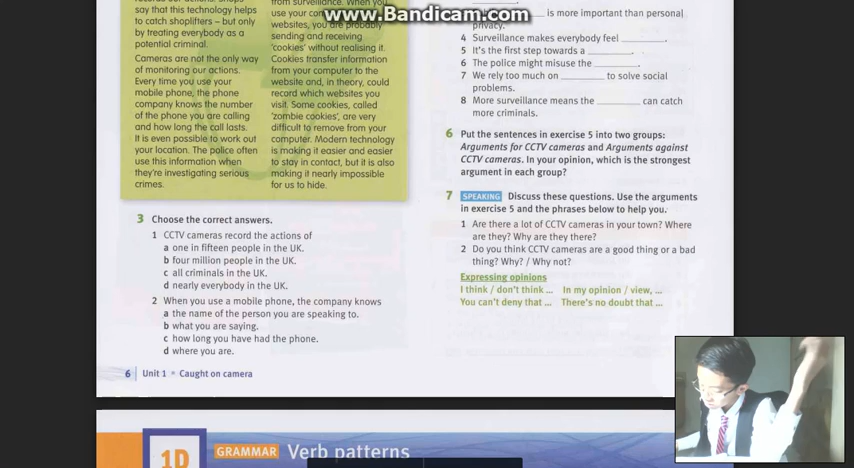 www.Bandicam.com
say that this technology
to catch shoplifters – but only
by treating everybody as a
potential criminal.
Cameras are not the only way
of monitoring our actions.
Every time you use your
mobile phone, the phone
company knows the number
of the phone you are calling
and how long the call lasts.
It is even possible to work out
your location. The police often
use this information when
they're investigating serious
crimes.
from surveillance. When you
use your
websites, you are probably
sending and receiving
'cookies' without realising it.
Cookies transfer information
from your computer to the
website and, in theory, could
record which websites you
visit. Some cookies, called
'zombie cookies', are very
difficult to remove from your
computer. Modern technology
is making it easier and easier
to stay in contact, but it is also
making it nearly impossible
for us to hide.
3 Choose the correct answers.
1 CCTV cameras record the actions of
a one in fifteen people in the UK.
b four million people in the UK.
c all criminals in the UK.
d nearly everybody in the UK.
2 When you use a mobile phone, the company knows
a the name of the person you are speaking to.
b what you are saying.
c how long you have had the phone.
d where you are.
6 Unit 1 • Caught on camera
is more important than personal
privacy.
4 Surveillance makes everybody feel ________.
5 It's the first step towards a ________.
6 The police might misuse the ________.
7 We rely too much on ________ to solve social
problems.
8 More surveillance means the ________ can catch
more criminals.
6 Put the sentences in exercise 5 into two groups:
Arguments for CCTV cameras and Arguments against
CCTV cameras. In your opinion, which is the strongest
argument in each group?
7 SPEAKING Discuss these questions. Use the arguments
in exercise 5 and the phrases below to help you.
1 Are there a lot of CCTV cameras in your town? Where
are they? Why are they there?
2 Do you think CCTV cameras are a good thing or a bad
thing? Why? / Why not?
Expressing opinions
I think / don't think ... In my opinion / view, ...
You can't deny that ... There's no doubt that ...
1D GRAMMAR Verb patterns